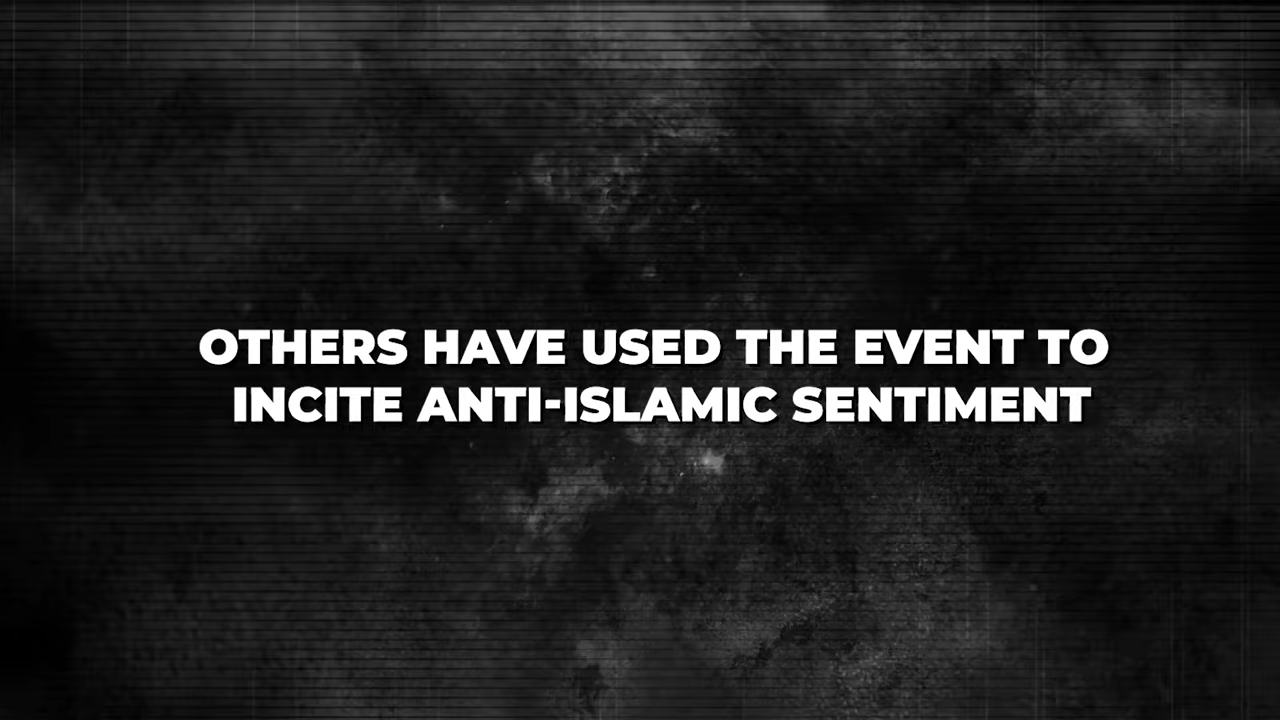 OTHERS HAVE USED THE EVENT TO
INCITE ANTI-ISLAMIC SENTIMENT